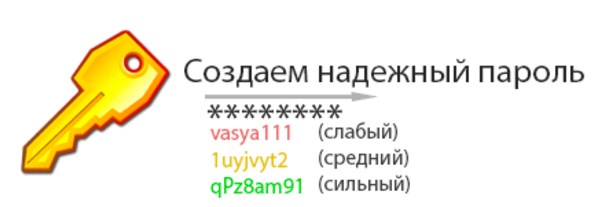 Создаем надежный пароль
********
vasya111 (слабый)
1uyjvyt2 (средний)
qPz8am91 (сильный)